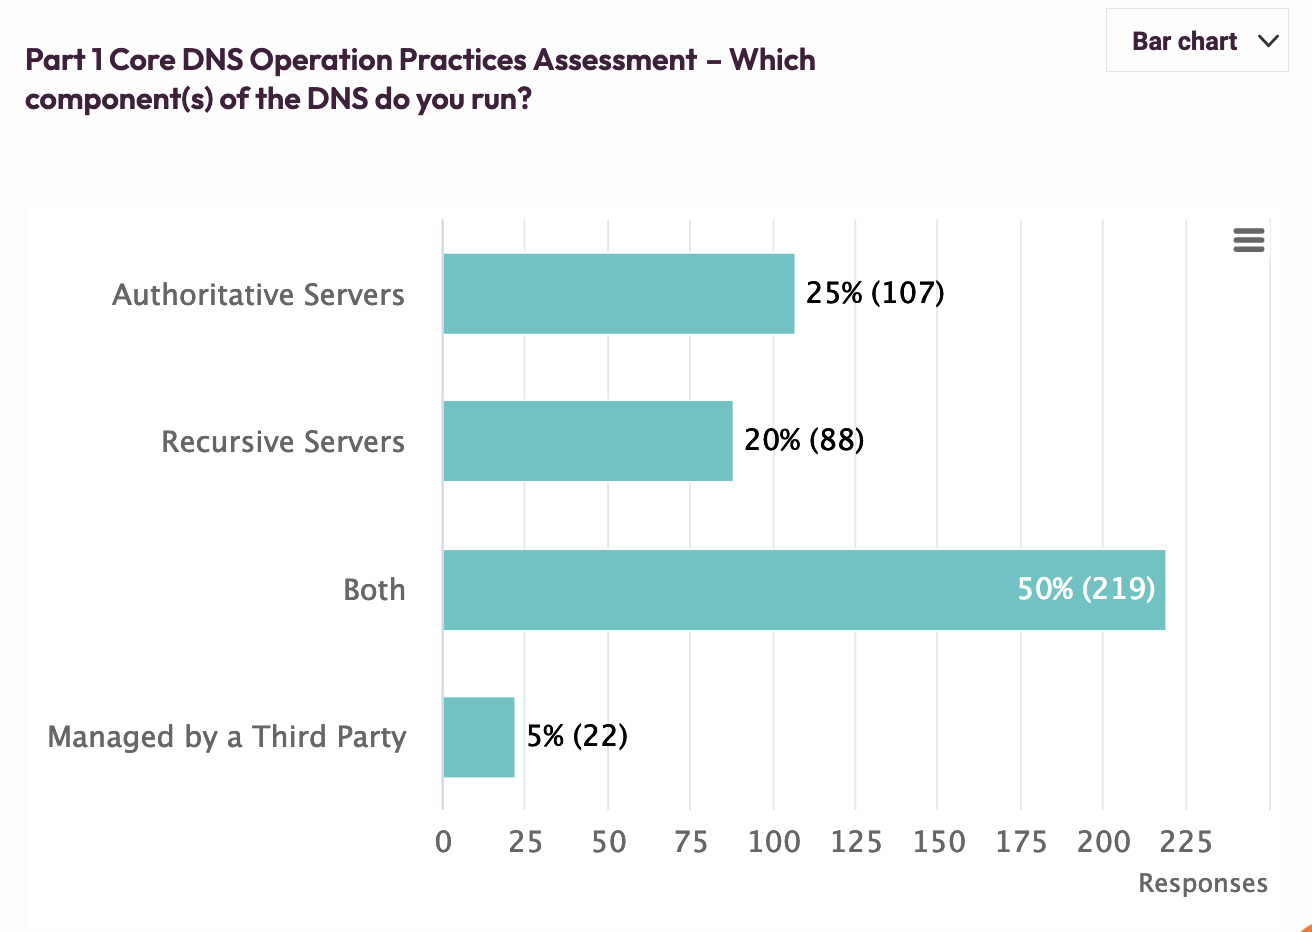 Bar chart
Part 1 Core DNS Operation Practices Assessment – Which
component(s) of the DNS do you run?
Authoritative Servers
25% (107)
Recursive Servers
20% (88)
Both
50% (219)
Managed by a Third Party
5% (22)
0 25 50 75 100 125 150 175 200 225
Responses